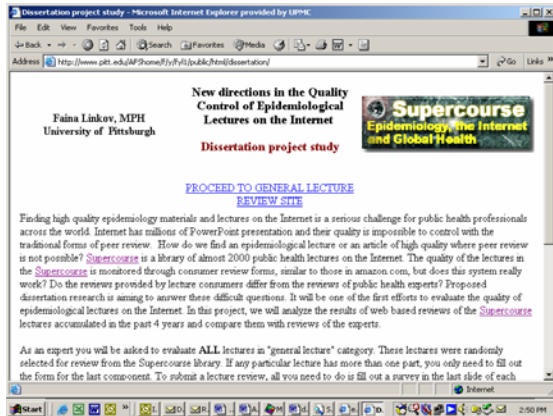 Dissertation project study - Microsoft Internet Explorer provided by UPMC
File Edit View Favorites Tools Help
Back Search Favorites Media
Address http://www.pitt.edu/AFShome/f/y/fyl1/public/html/dissertation/ Go Links
New directions in the Quality
Control of Epidemiological
Lectures on the Internet
Faina Linkov, MPH
University of Pittsburgh
Dissertation project study
Supercourse
Epidemiology, the Internet
and Global Health
PROCEED TO GENERAL LECTURE
REVIEW SITE
Finding high quality epidemiology materials and lectures on the Internet is a serious challenge for public health professionals
across the world. Internet has millions of PowerPoint presentation and their quality is impossible to control with the
traditional forms of peer review. How do we find an epidemiological lecture or an article of high quality where peer review
is not possible? Supercourse is a library of almost 2000 public health lectures on the Internet. The quality of the lectures in
the Supercourse is monitored through consumer review forms, similar to those in amazon.com, but does this system really
work? Do the reviews provided by lecture consumers differ from the reviews of public health experts? Proposed
dissertation research is aiming to answer these difficult questions. It will be one of the first efforts to evaluate the quality of
epidemiological lectures on the Internet. In this project, we will analyze the results of web based reviews of the Supercourse
lectures accumulated in the past 4 years and compare them with reviews of the experts.
As an expert you will be asked to evaluate ALL lectures in "general lecture" category. These lectures were randomly
selected for review from the Supercourse library. If any particular lecture has more than one part, you only need to fill out
the form for the last component. To submit a lecture review, all you need to do is fill out a survey in the last slide of each
Internet
Start 2:50 PM